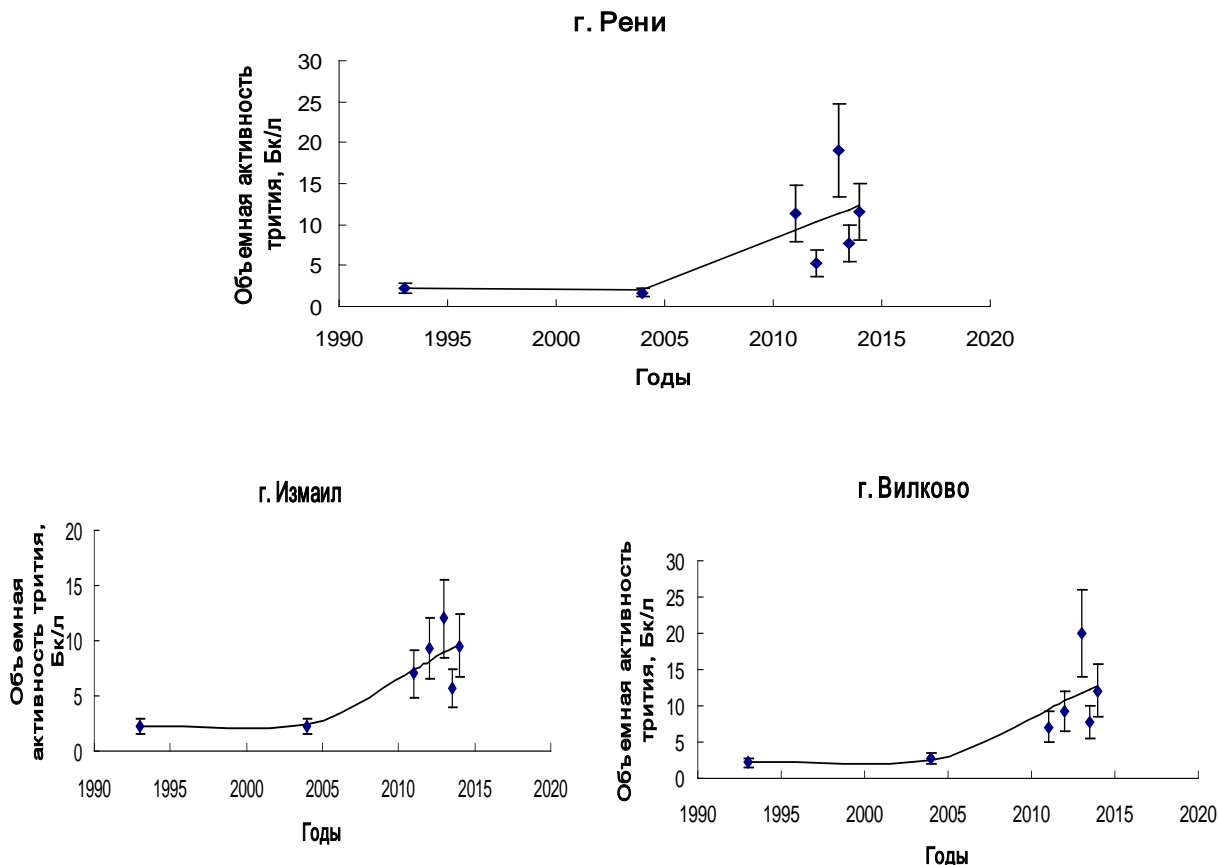 г. Рени
Объемная активность
трития, Бк/л
30
25
20
15
10
5
0
1990 1995 2000 2005 2010 2015 2020
Годы
г. Измаил
Объемная
активность трития,
Бк/л
20
15
10
5
0
1990 1995 2000 2005 2010 2015 2020
Годы
г. Вилково
Объемная активность
трития, Бк/л
30
25
20
15
10
5
0
1990 1995 2000 2005 2010 2015 2020
Годы